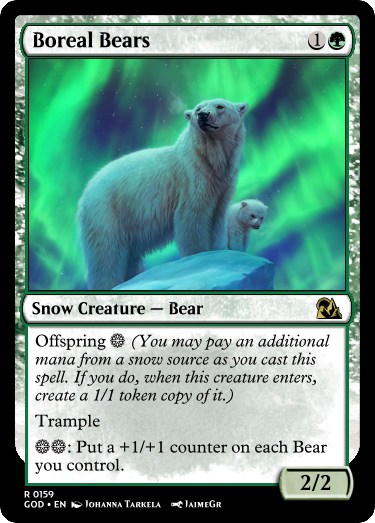 Boreal Bears 1
Snow Creature — Bear
Offspring (You may pay an additional
mana from a snow source as you cast this
spell. If you do, when this creature enters,
create a 1/1 token copy of it.)
Trample
: Put a +1/+1 counter on each Bear
you control.
2/2
R 0159
GOD • EN Johanna Tarkela JaimeGr